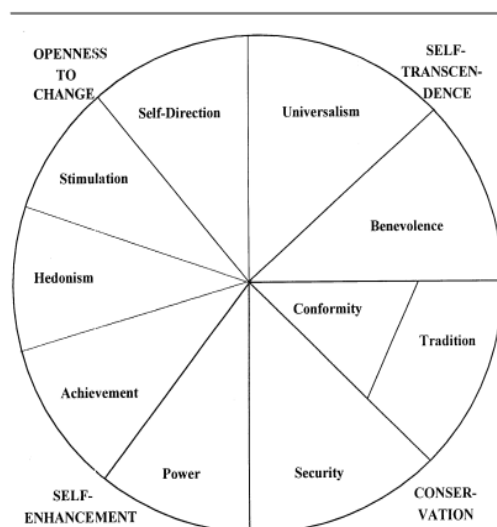 OPENNESS
TO
CHANGE
SELF-
TRANSCEN-
DENCE
Self-Direction
Universalism
Stimulation
Benevolence
Hedonism
Conformity
Tradition
Achievement
Power
Security
SELF-
ENHANCEMENT
CONSER-
VATION